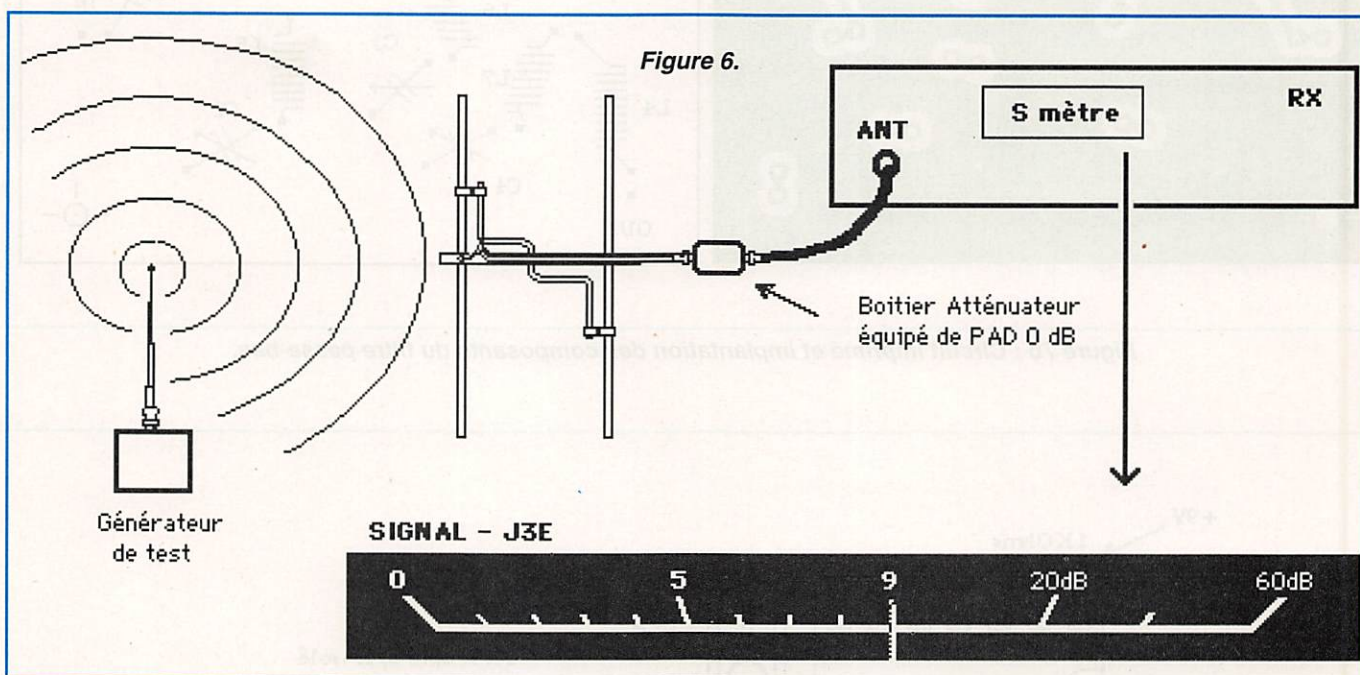 Figure 6.
RX
S mètre
ANT
Boitier Atténuateur
équipé de PAD 0 dB
Générateur
de test
SIGNAL - J3E
0 5 9 20dB 60dB